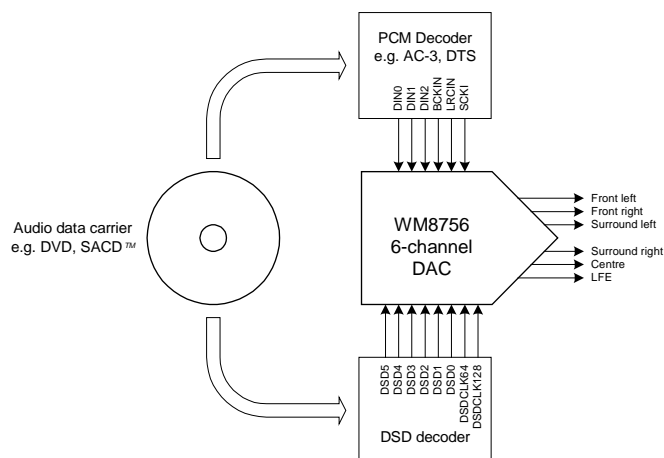 PCM Decoder
e.g. AC-3, DTS
DIN0
DIN1
DIN2
BCKIN
LRCIN
SCKI
Audio data carrier
e.g. DVD, SACD™
WM8756
6-channel
DAC
Front left
Front right
Surround left
Surround right
Centre
LFE
DSD5
DSD4
DSD3
DSD2
DSD1
DSD0
DSDCLK64
DSDCLK128
DSD decoder